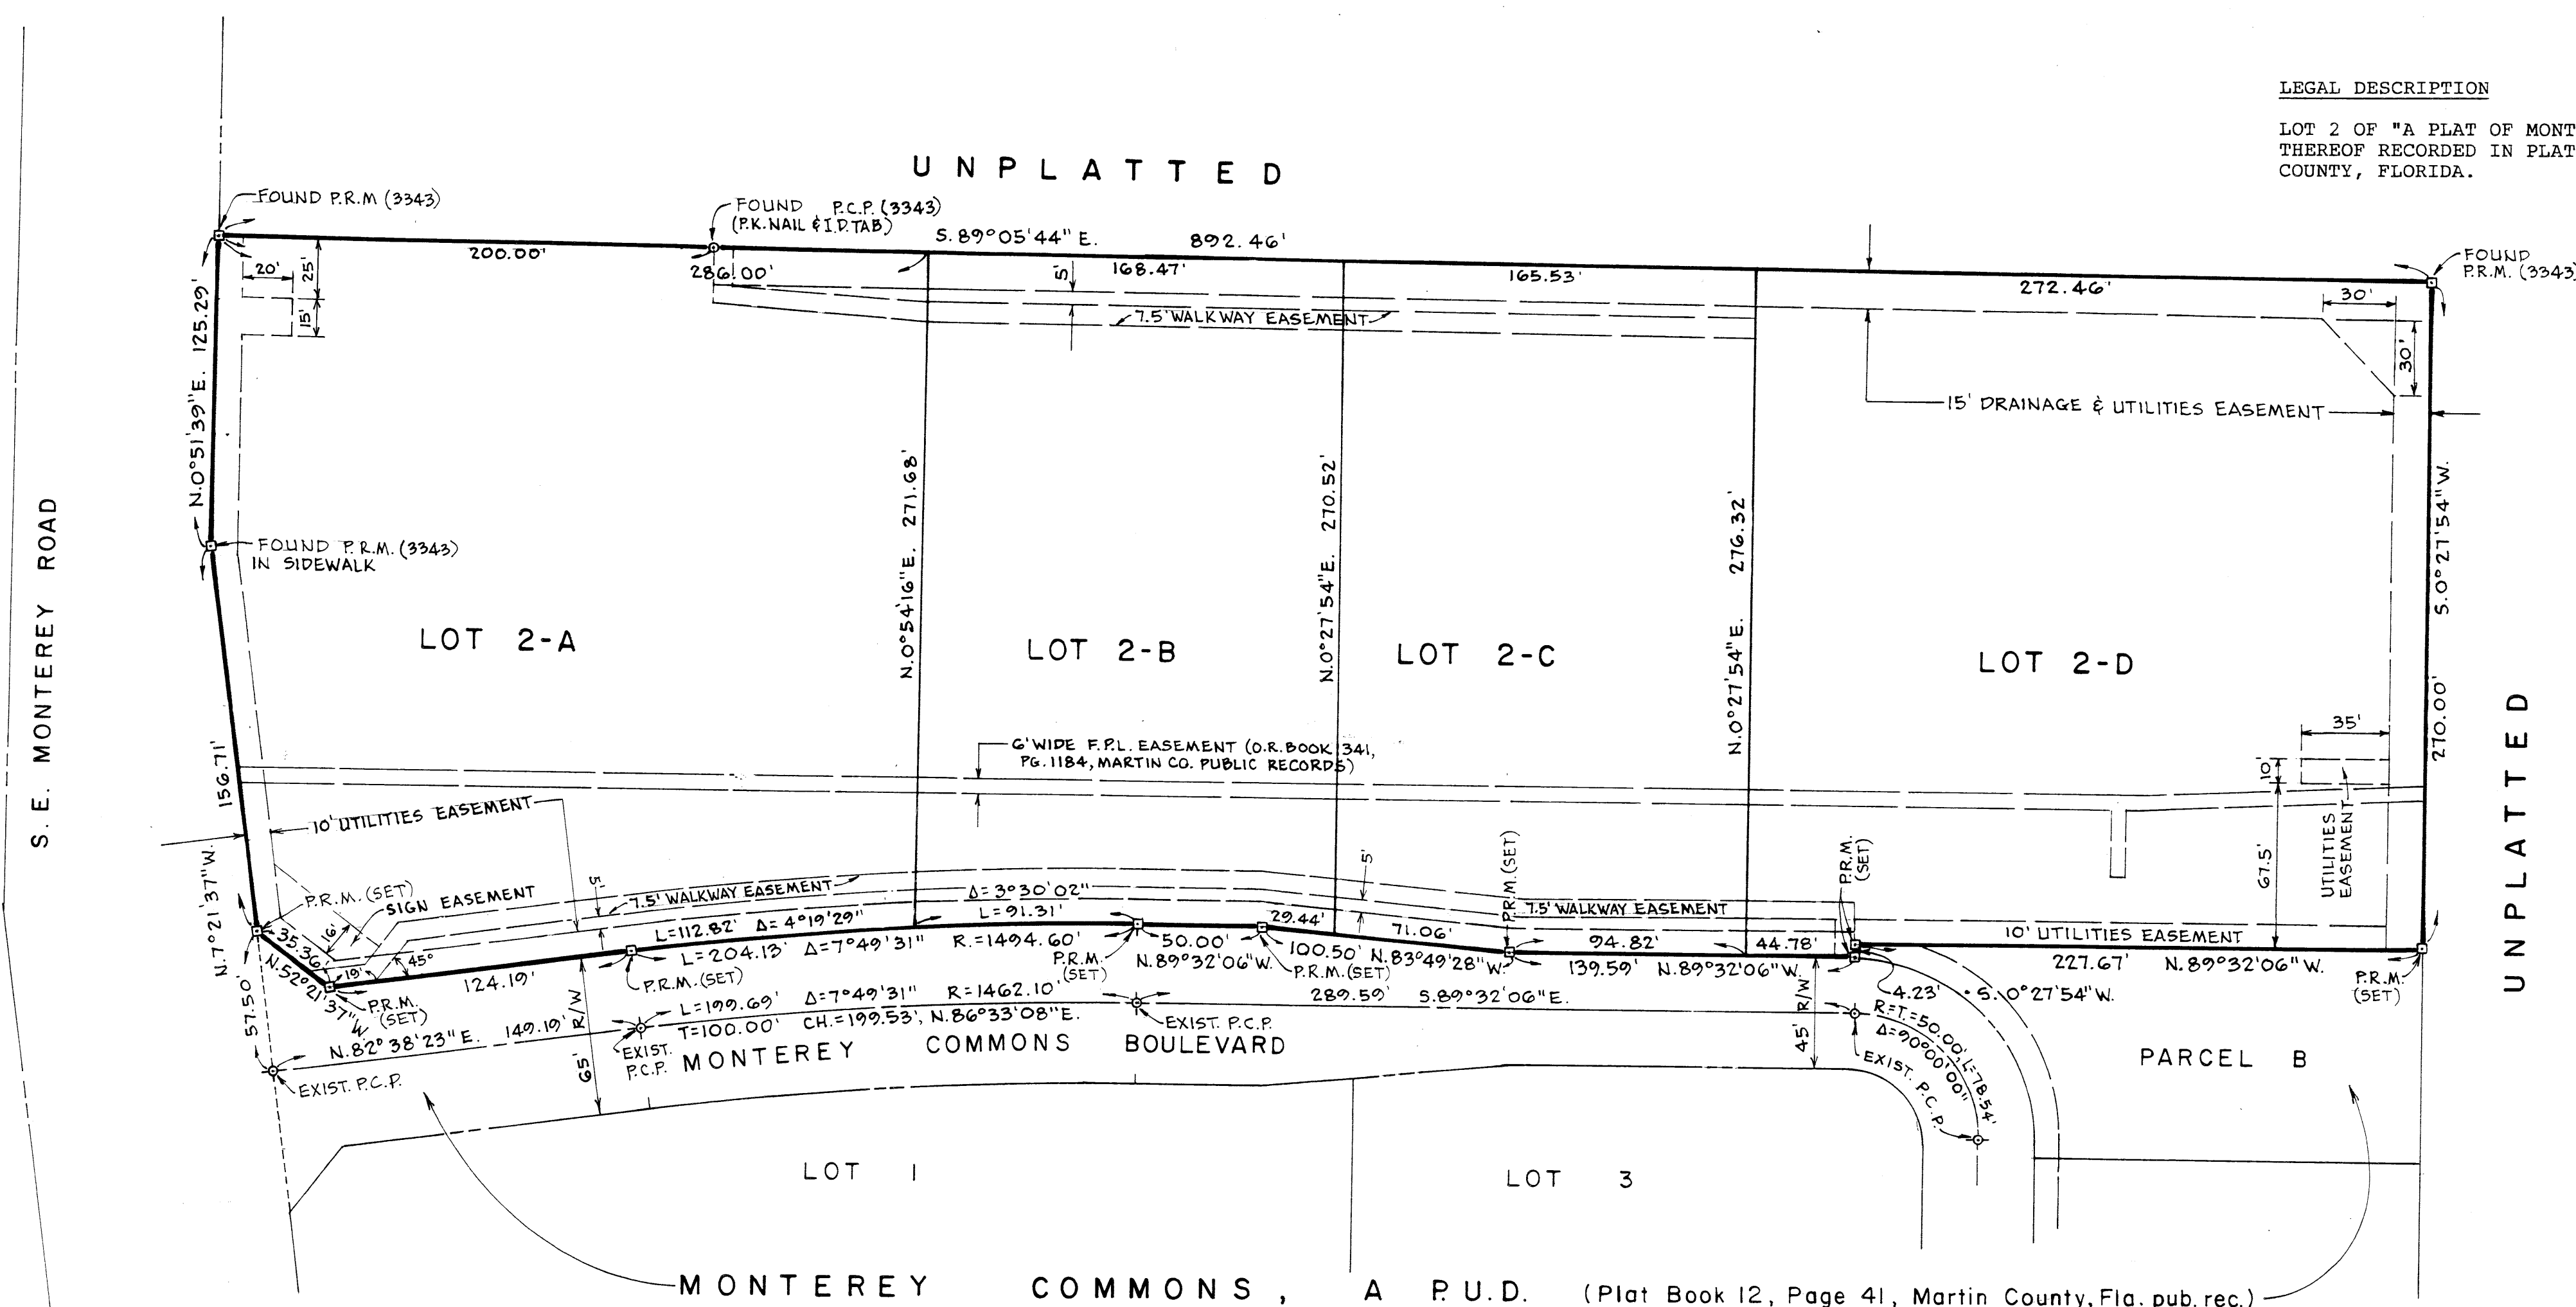 LEGAL DESCRIPTION
LOT 2 OF "A PLAT OF MONT
THEREOF RECORDED IN PLAT
COUNTY, FLORIDA.
UNPLATTED
FOUND P.R.M (3343)
FOUND P.C.P. (3343)
(P.K. NAIL & I.D. TAB)
S. 89°05'44" E. 892.46'
FOUND
P.R.M. (3343)
200.00'
286.00'
168.47'
165.53'
272.46'
20'
25'
15'
5'
30'
30'
7.5' WALKWAY EASEMENT
15' DRAINAGE & UTILITIES EASEMENT
N.0°51'39"E. 125.29'
FOUND P.R.M. (3343)
IN SIDEWALK
S.E. MONTEREY ROAD
N.0°54'16"E. 271.68'
N.0°27'54"E. 270.52'
N.0°27'54"E. 276.32'
S.0°27'54"W.
270.00'
UNPLATTED
LOT 2-A
LOT 2-B
LOT 2-C
LOT 2-D
6' WIDE F.P.L. EASEMENT (O.R. BOOK 341,
PG. 1184, MARTIN CO. PUBLIC RECORDS)
35'
10'
67.5'
UTILITIES
EASEMENT
156.71'
N.7°21'37"W.
10' UTILITIES EASEMENT
P.R.M. (SET)
SIGN EASEMENT
5'
7.5' WALKWAY EASEMENT
Δ=3°30'02"
L=91.31'
5'
P.R.M. (SET)
7.5' WALKWAY EASEMENT
P.R.M.
(SET)
10' UTILITIES EASEMENT
35.36'
16'
19'
45°
N.52°21'37"W.
P.R.M.
(SET)
124.19'
P.R.M. (SET)
L=112.82' Δ=4°19'29"
L=204.13' Δ=7°49'31" R.=1494.60'
P.R.M.
(SET)
50.00'
N.89°32'06"W.
29.44'
71.06'
100.50' N.83°49'28"W.
P.R.M. (SET)
94.82'
44.78'
139.59' N.89°32'06"W.
227.67' N.89°32'06"W.
P.R.M.
(SET)
4.23' S. 0°27'54"W.
57.50'
N.82°38'23"E. 149.19'
EXIST. P.C.P.
65' R/W
EXIST.
P.C.P.
L=199.69' Δ=7°49'31" R=1462.10'
T=100.00' CH.=199.53', N.86°33'08"E.
EXIST. P.C.P.
289.59' S.89°32'06"E.
45' R/W
R=T.=50.00', L=78.54'
Δ=90°00'00"
EXIST. P.C.P.
MONTEREY COMMONS BOULEVARD
PARCEL B
LOT 1
LOT 3
MONTEREY COMMONS, A P.U.D. (Plat Book 12, Page 41, Martin County, Fla. pub. rec.)